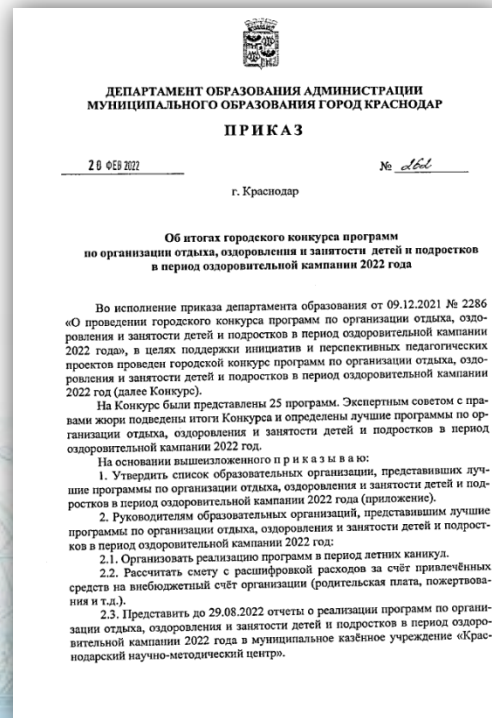 ДЕПАРТАМЕНТ ОБРАЗОВАНИЯ АДМИНИСТРАЦИИ
МУНИЦИПАЛЬНОГО ОБРАЗОВАНИЯ ГОРОД КРАСНОДАР
ПРИКАЗ
28 ФЕВ 2022 № 262
г. Краснодар
Об итогах городского конкурса программ
по организации отдыха, оздоровления и занятости детей и подростков
в период оздоровительной кампании 2022 года
Во исполнение приказа департамента образования от 09.12.2021 № 2286
«О проведении городского конкурса программ по организации отдыха, оздо-
ровления и занятости детей и подростков в период оздоровительной кампании
2022 года», в целях поддержки инициатив и перспективных педагогических
проектов проведен городской конкурс программ по организации отдыха, оздо-
ровления и занятости детей и подростков в период оздоровительной кампании
2022 год (далее Конкурс).
На Конкурс были представлены 25 программ. Экспертным советом с пра-
вами жюри подведены итоги Конкурса и определены лучшие программы по ор-
ганизации отдыха, оздоровления и занятости детей и подростков в период
оздоровительной кампании 2022 год.
На основании вышеизложенного п р и к а з ы в а ю:
1. Утвердить список образовательных организации, представивших луч-
шие программы по организации отдыха, оздоровления и занятости детей и под-
ростков в период оздоровительной кампании 2022 года (приложение).
2. Руководителям образовательных организаций, представившим лучшие
программы по организации отдыха, оздоровления и занятости детей и подрост-
ков в период оздоровительной кампании 2022 год:
2.1. Организовать реализацию программ в период летних каникул.
2.2. Рассчитать смету с расшифровкой расходов за счёт привлечённых
средств на внебюджетный счёт организации (родительская плата, пожертвова-
ния и т.д.).
2.3. Представить до 29.08.2022 отчеты о реализации программ по органи-
зации отдыха, оздоровления и занятости детей и подростков в период оздоро-
вительной кампании 2022 года в муниципальное казённое учреждение «Крас-
нодарский научно-методический центр».